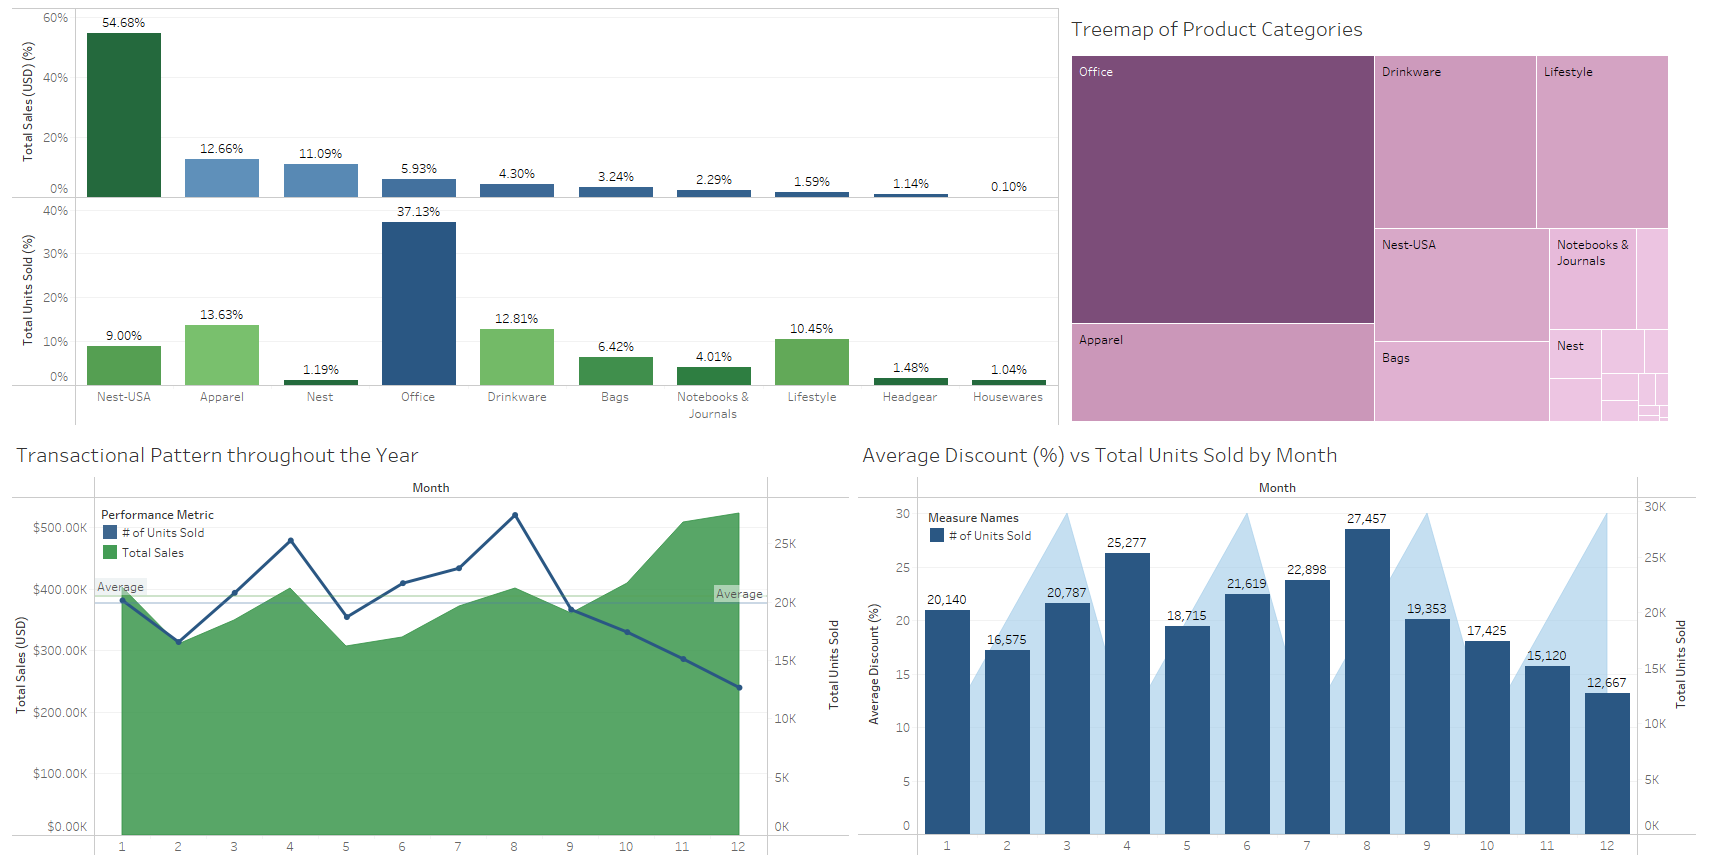 Total Sales (USD) (%)
60%
40%
20%
0%
54.68%
12.66%
11.09%
5.93%
4.30%
3.24%
2.29%
1.59%
1.14%
0.10%
Total Units Sold (%)
40%
30%
20%
10%
0%
9.00%
13.63%
1.19%
37.13%
12.81%
6.42%
4.01%
10.45%
1.48%
1.04%
Nest-USA
Apparel
Nest
Office
Drinkware
Bags
Notebooks &
Journals
Lifestyle
Headgear
Housewares
Treemap of Product Categories
Office
Drinkware
Lifestyle
Nest-USA
Notebooks &
Journals
Apparel
Bags
Nest
Transactional Pattern throughout the Year
Month
Performance Metric
# of Units Sold
Total Sales
Average
Average
Total Sales (USD)
$500.00K
$400.00K
$300.00K
$200.00K
$100.00K
$0.00K
Total Units Sold
25K
20K
15K
10K
5K
0K
1 2 3 4 5 6 7 8 9 10 11 12
Average Discount (%) vs Total Units Sold by Month
Month
Measure Names
# of Units Sold
Average Discount (%)
30
25
20
15
10
5
0
20,140
16,575
20,787
25,277
18,715
21,619
22,898
27,457
19,353
17,425
15,120
12,667
Total Units Sold
30K
25K
20K
15K
10K
5K
0K
1 2 3 4 5 6 7 8 9 10 11 12